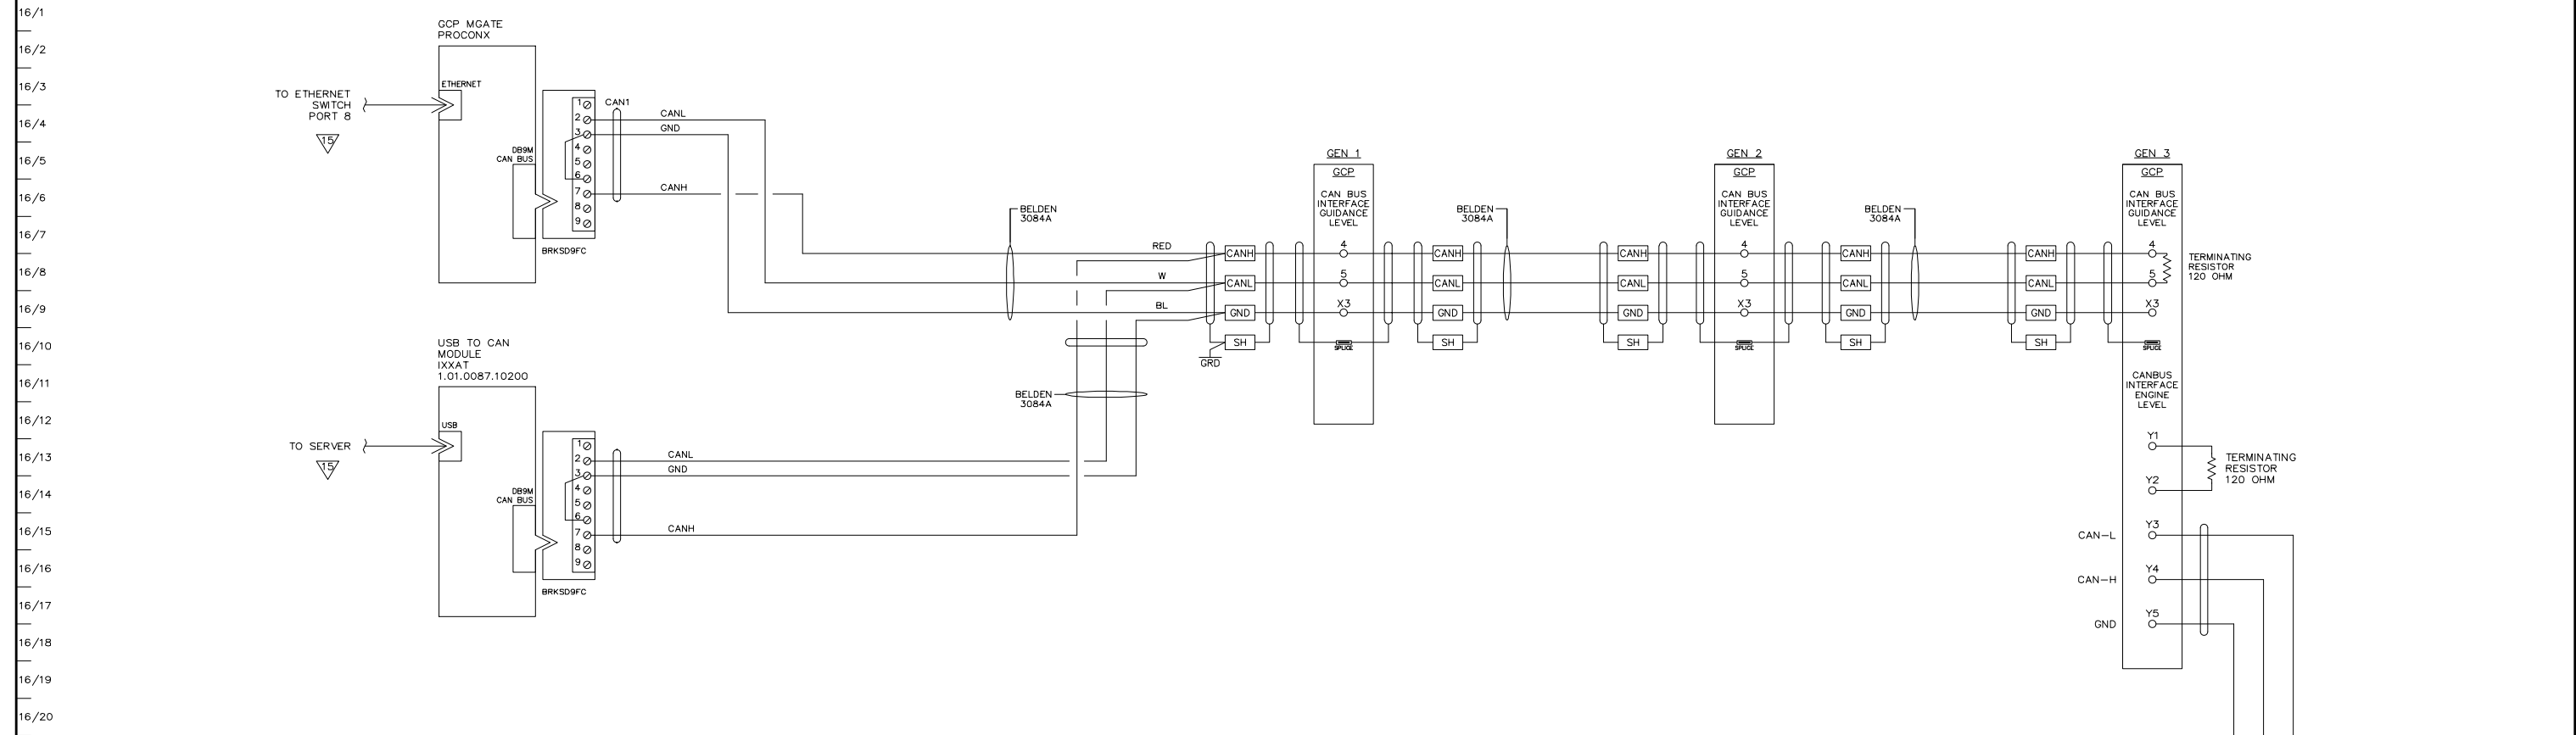 16/1
16/2
16/3
16/4
16/5
16/6
16/7
16/8
16/9
16/10
16/11
16/12
16/13
16/14
16/15
16/16
16/17
16/18
16/19
16/20
GCP MGATE
PROCONX
ETHERNET
TO ETHERNET
SWITCH
PORT 8
15
DB9M
CAN BUS
1
2
3
4
5
6
7
8
9
BRKSD9FC
CAN1
CANL
GND
CANH
BELDEN
3084A
RED
W
BL
CANH
CANL
GND
SH
GRD
GEN 1
GCP
CAN BUS
INTERFACE
GUIDANCE
LEVEL
4
5
X3
SPLICE
CANH
CANL
GND
SH
BELDEN
3084A
CANH
CANL
GND
SH
GEN 2
GCP
CAN BUS
INTERFACE
GUIDANCE
LEVEL
4
5
X3
SPLICE
CANH
CANL
GND
SH
BELDEN
3084A
CANH
CANL
GND
SH
GEN 3
GCP
CAN BUS
INTERFACE
GUIDANCE
LEVEL
4
5
X3
SPLICE
TERMINATING
RESISTOR
120 OHM
CANBUS
INTERFACE
ENGINE
LEVEL
Y1
Y2
TERMINATING
RESISTOR
120 OHM
CAN-L
Y3
CAN-H
Y4
GND
Y5
USB TO CAN
MODULE
IXXAT
1.01.0087.10200
USB
TO SERVER
15
DB9M
CAN BUS
1
2
3
4
5
6
7
8
9
BRKSD9FC
CANL
GND
CANH
BELDEN
3084A